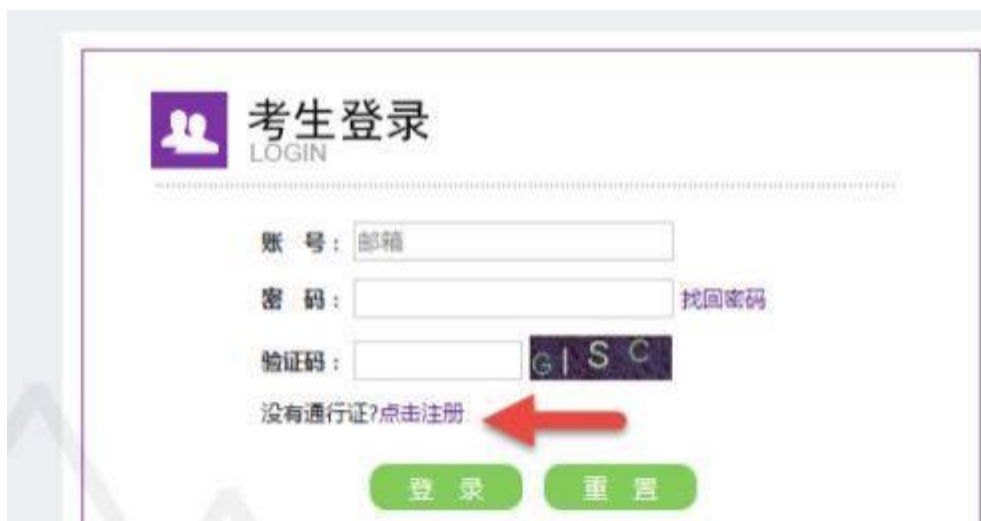 考生登录
LOGIN
账 号：邮箱
密 码： 找回密码
验证码： GISC
没有通行证?点击注册
登 录 重 置